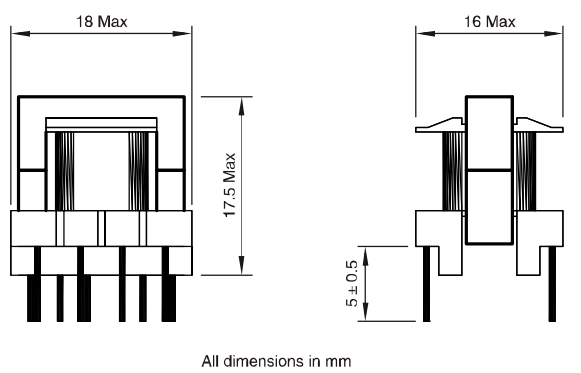 18 Max
16 Max
17.5 Max
5 ± 0.5
All dimensions in mm